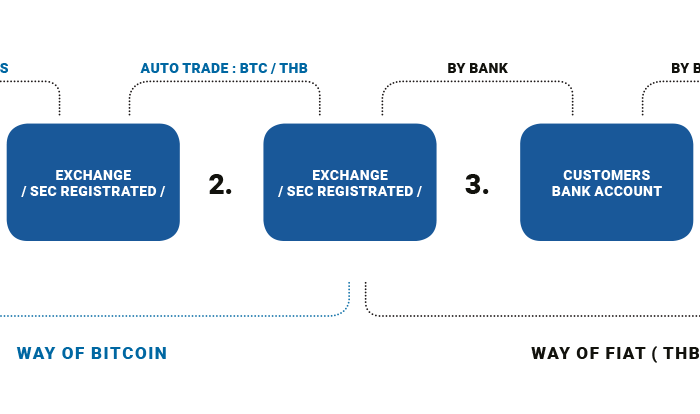 S
AUTO TRADE : BTC / THB
BY BANK
BY B
EXCHANGE
/ SEC REGISTRATED /
2.
EXCHANGE
/ SEC REGISTRATED /
3.
CUSTOMERS
BANK ACCOUNT
WAY OF BITCOIN
WAY OF FIAT ( THB